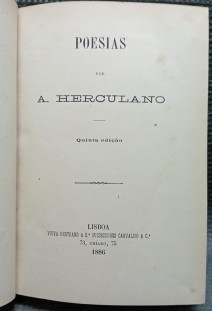 POESIAS
POR
A. HERCULANO
Quinta edição
LISBOA
VIUVA BERTRAND & C.ª SUCCESSORES CARVALHO & C.ª
73, CHIADO, 75
1886